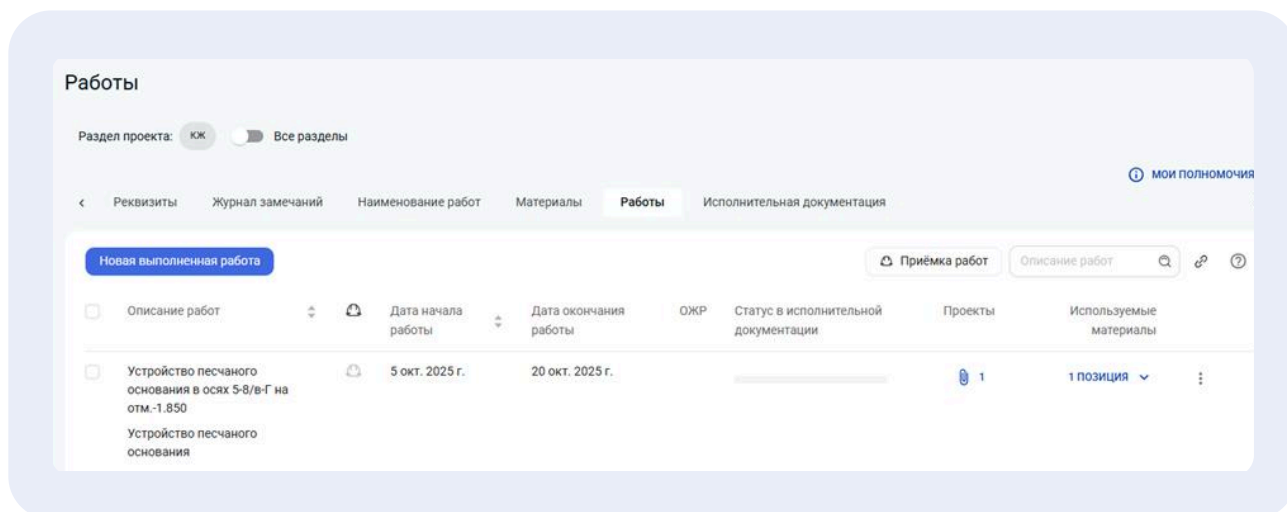 Работы
Раздел проекта: КЖ Все разделы
МОИ ПОЛНОМОЧИЯ
Реквизиты Журнал замечаний Наименование работ Материалы Работы Исполнительная документация
Новая выполненная работа Приёмка работ Описание работ
Описание работ Дата начала Дата окончания ОЖР Статус в исполнительной Проекты Используемые
работы работы документации материалы
Устройство песчаного 5 окт. 2025 г. 20 окт. 2025 г. 1 1 ПОЗИЦИЯ
основания в осях 5-8/в-Г на
отм.-1.850
Устройство песчаного
основания